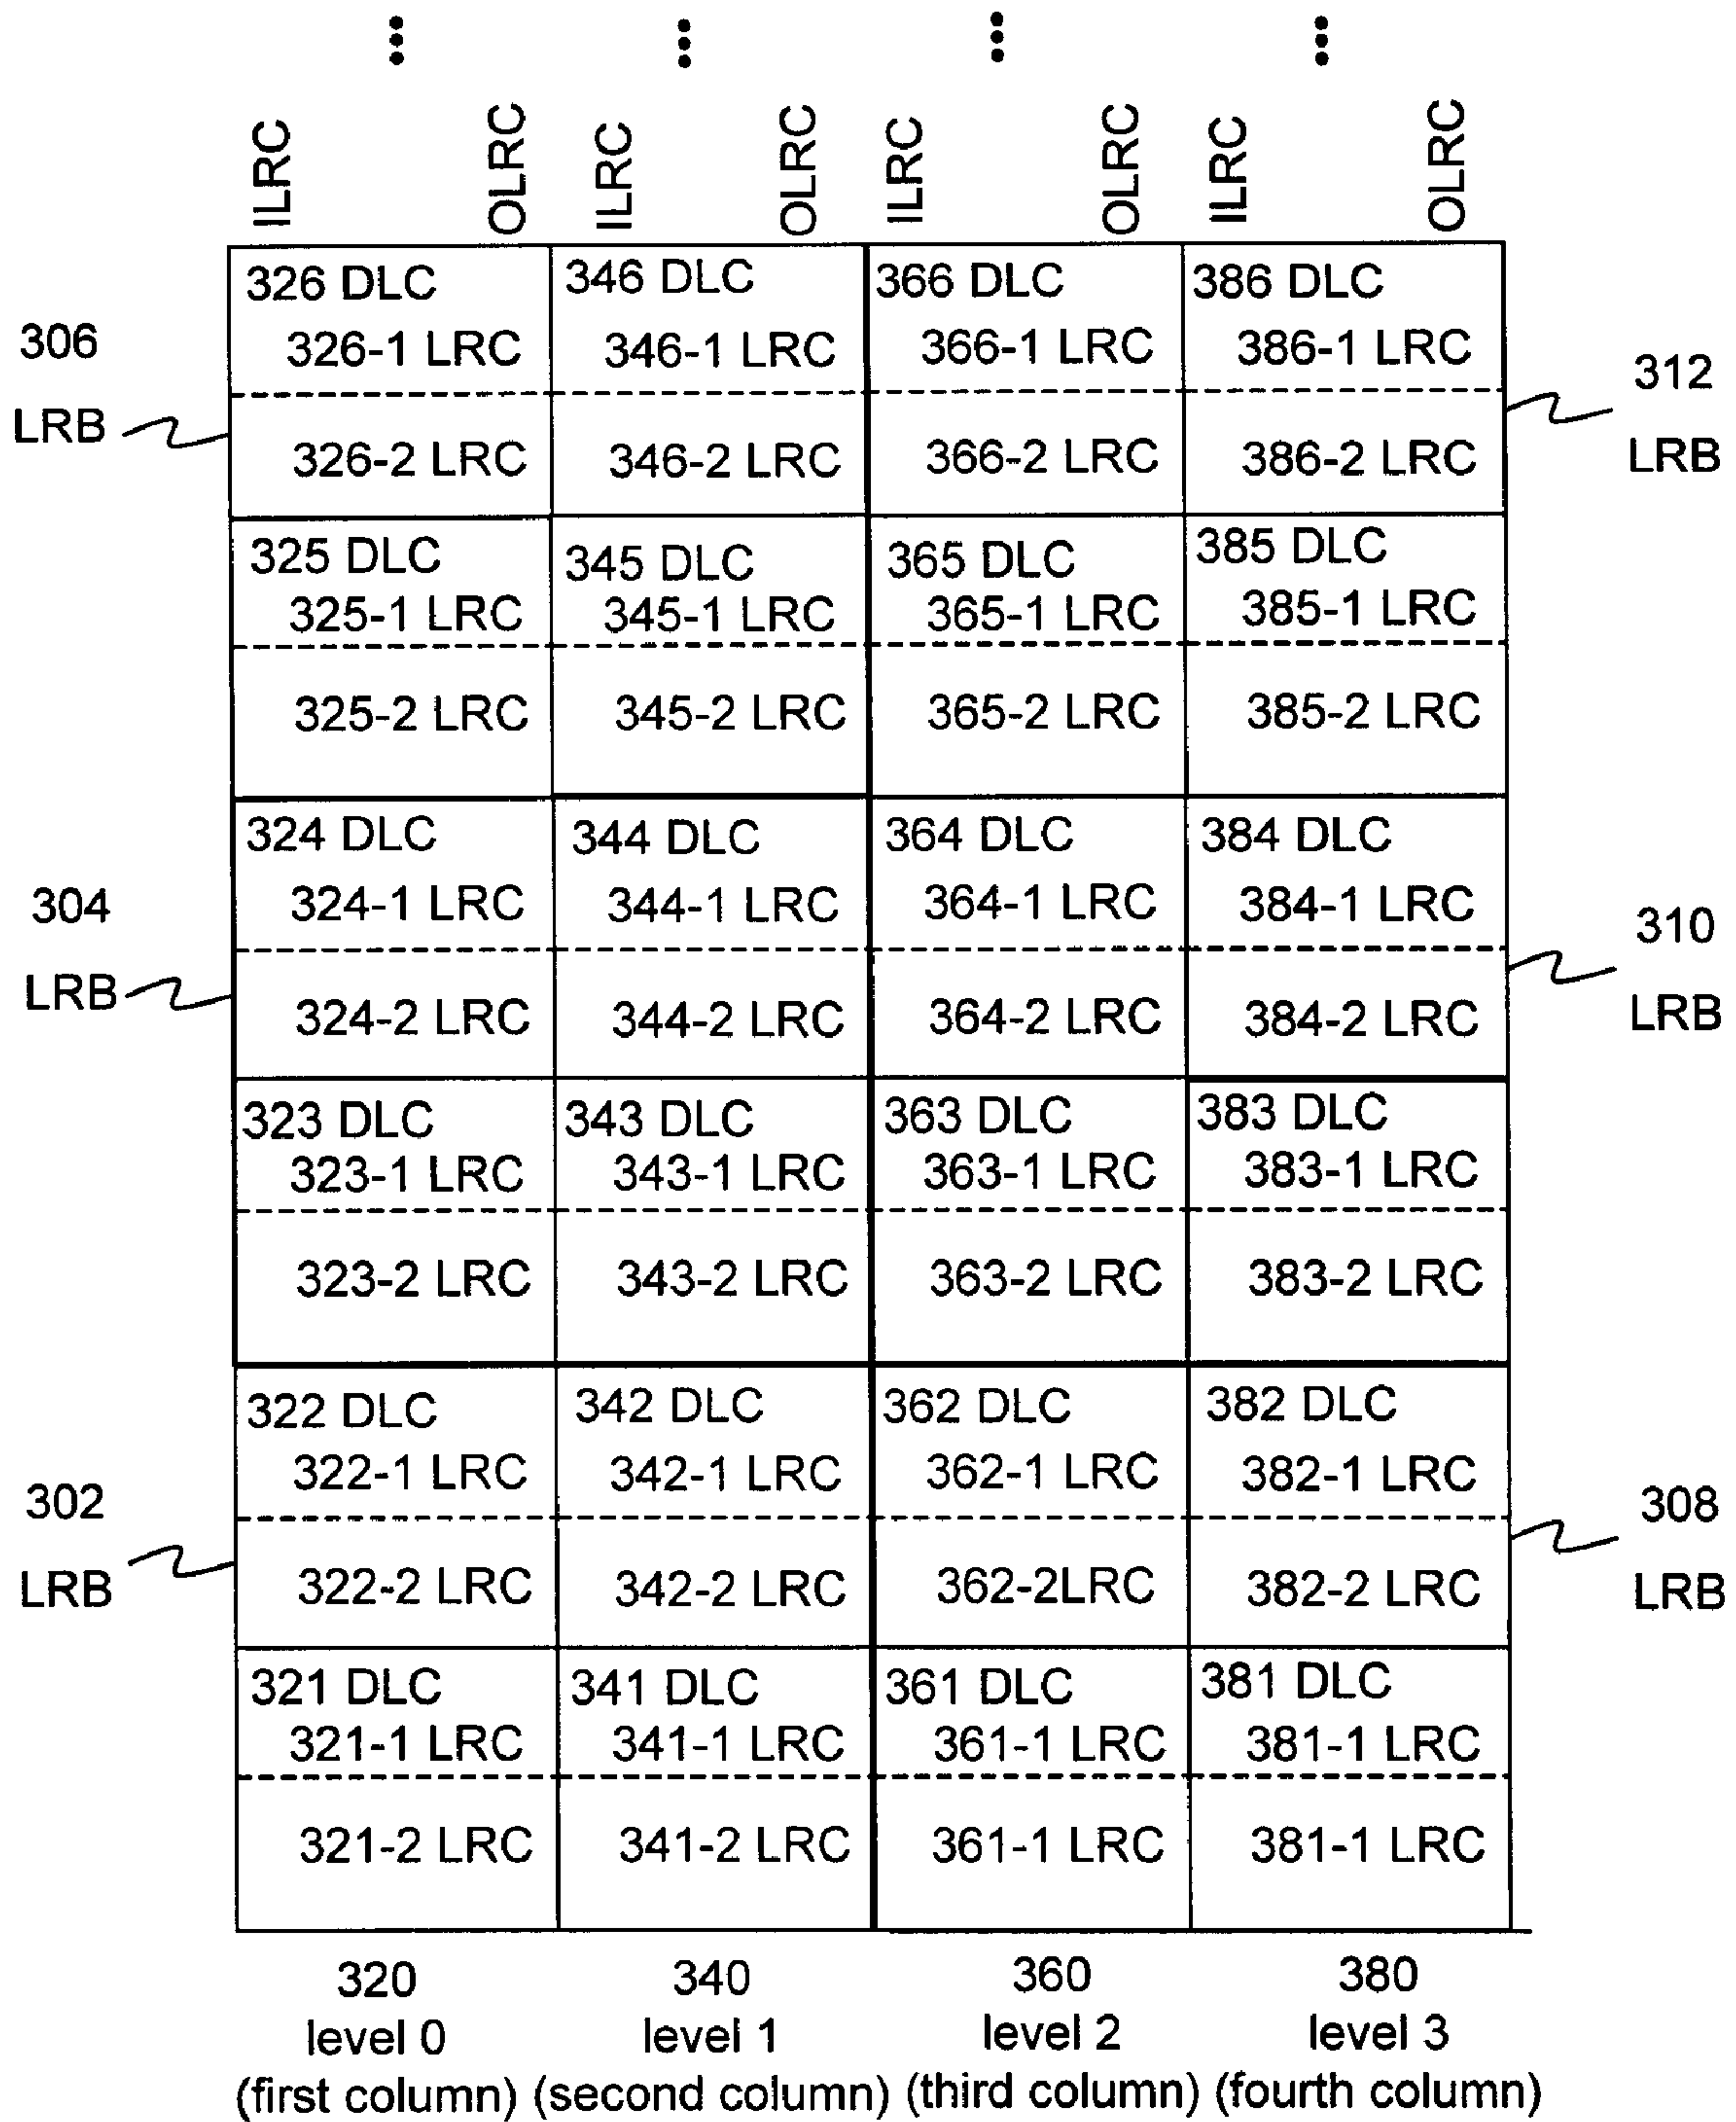 ILRC OLRC ILRC OLRC ILRC OLRC ILRC OLRC
326 DLC 346 DLC 366 DLC 386 DLC
306 326-1 LRC 346-1 LRC 366-1 LRC 386-1 LRC 312
LRB 326-2 LRC 346-2 LRC 366-2 LRC 386-2 LRC LRB
325 DLC 345 DLC 365 DLC 385 DLC
325-1 LRC 345-1 LRC 365-1 LRC 385-1 LRC
325-2 LRC 345-2 LRC 365-2 LRC 385-2 LRC
324 DLC 344 DLC 364 DLC 384 DLC
304 324-1 LRC 344-1 LRC 364-1 LRC 384-1 LRC 310
LRB 324-2 LRC 344-2 LRC 364-2 LRC 384-2 LRC LRB
323 DLC 343 DLC 363 DLC 383 DLC
323-1 LRC 343-1 LRC 363-1 LRC 383-1 LRC
323-2 LRC 343-2 LRC 363-2 LRC 383-2 LRC
322 DLC 342 DLC 362 DLC 382 DLC
302 322-1 LRC 342-1 LRC 362-1 LRC 382-1 LRC 308
LRB 322-2 LRC 342-2 LRC 362-2LRC 382-2 LRC LRB
321 DLC 341 DLC 361 DLC 381 DLC
321-1 LRC 341-1 LRC 361-1 LRC 381-1 LRC
321-2 LRC 341-2 LRC 361-1 LRC 381-1 LRC
320 340 360 380
level 0 level 1 level 2 level 3
(first column) (second column) (third column) (fourth column)